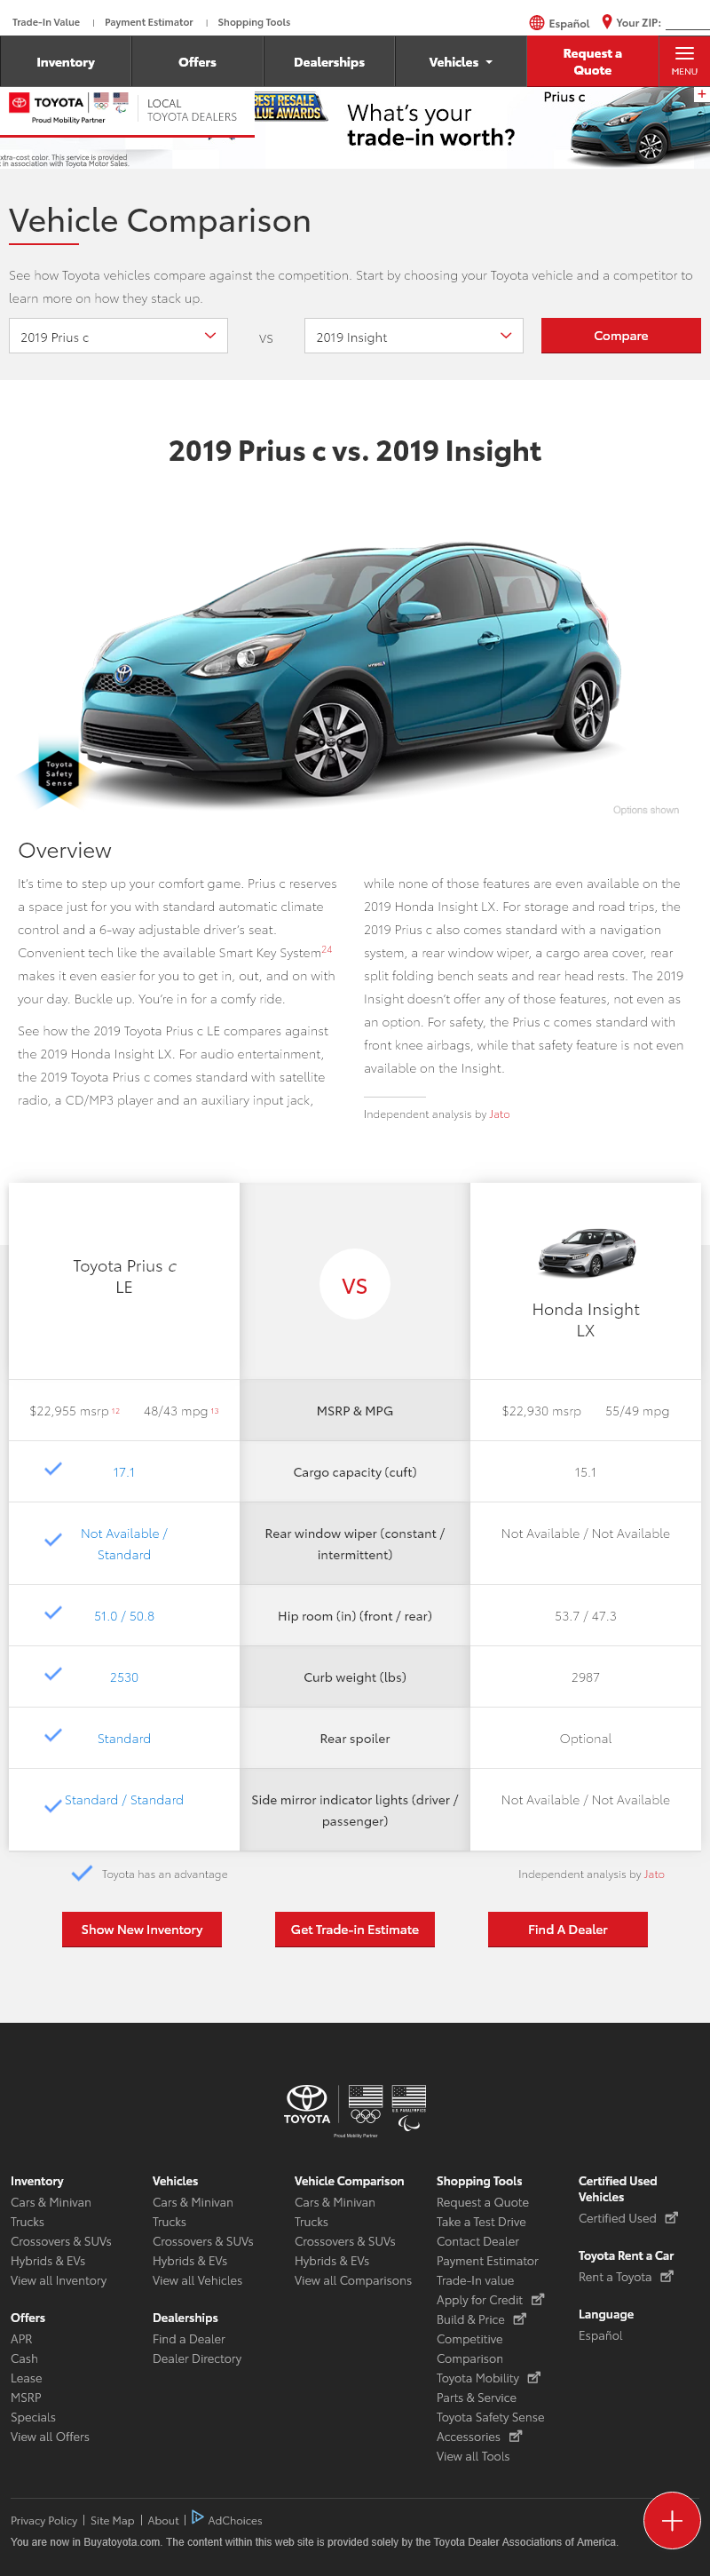 Trade-In Value | Payment Estimator | Shopping Tools
Español Your ZIP:
Inventory
Offers
Dealerships
Vehicles
Request a
Quote
MENU
TOYOTA
Proud Mobility Partner
LOCAL
TOYOTA DEALERS
BEST RESALE
VALUE AWARDS
What's your
trade-in worth?
Prius c
+
xtra-cost color. This service is provided
t in association with Toyota Motor Sales.
Vehicle Comparison
See how Toyota vehicles compare against the competition. Start by choosing your Toyota vehicle and a competitor to
learn more on how they stack up.
2019 Prius c
VS
2019 Insight
Compare
2019 Prius c vs. 2019 Insight
HYBRID
Toyota
Safety
Sense
Options shown
Overview
It's time to step up your comfort game. Prius c reserves
a space just for you with standard automatic climate
control and a 6-way adjustable driver's seat.
Convenient tech like the available Smart Key System24
makes it even easier for you to get in, out, and on with
your day. Buckle up. You're in for a comfy ride.
See how the 2019 Toyota Prius c LE compares against
the 2019 Honda Insight LX. For audio entertainment,
the 2019 Toyota Prius c comes standard with satellite
radio, a CD/MP3 player and an auxiliary input jack,
while none of those features are even available on the
2019 Honda Insight LX. For storage and road trips, the
2019 Prius c also comes standard with a navigation
system, a rear window wiper, a cargo area cover, rear
split folding bench seats and rear head rests. The 2019
Insight doesn't offer any of those features, not even as
an option. For safety, the Prius c comes standard with
front knee airbags, while that safety feature is not even
available on the Insight.
Independent analysis by Jato
Toyota Prius c
LE
VS
Honda Insight
LX
$22,955 msrp 12 48/43 mpg 13
MSRP & MPG
$22,930 msrp 55/49 mpg
17.1
Cargo capacity (cuft)
15.1
Not Available /
Standard
Rear window wiper (constant /
intermittent)
Not Available / Not Available
51.0 / 50.8
Hip room (in) (front / rear)
53.7 / 47.3
2530
Curb weight (lbs)
2987
Standard
Rear spoiler
Optional
Standard / Standard
Side mirror indicator lights (driver /
passenger)
Not Available / Not Available
Toyota has an advantage
Independent analysis by Jato
Show New Inventory
Get Trade-in Estimate
Find A Dealer
TOYOTA
U.S. PARALYMPICS
Proud Mobility Partner
Inventory
Cars & Minivan
Trucks
Crossovers & SUVs
Hybrids & EVs
View all Inventory
Offers
APR
Cash
Lease
MSRP
Specials
View all Offers
Vehicles
Cars & Minivan
Trucks
Crossovers & SUVs
Hybrids & EVs
View all Vehicles
Dealerships
Find a Dealer
Dealer Directory
Vehicle Comparison
Cars & Minivan
Trucks
Crossovers & SUVs
Hybrids & EVs
View all Comparisons
Shopping Tools
Request a Quote
Take a Test Drive
Contact Dealer
Payment Estimator
Trade-In value
Apply for Credit
Build & Price
Competitive
Comparison
Toyota Mobility
Parts & Service
Toyota Safety Sense
Accessories
View all Tools
Certified Used
Vehicles
Certified Used
Toyota Rent a Car
Rent a Toyota
Language
Español
Privacy Policy | Site Map | About | AdChoices
You are now in Buyatoyota.com. The content within this web site is provided solely by the Toyota Dealer Associations of America.